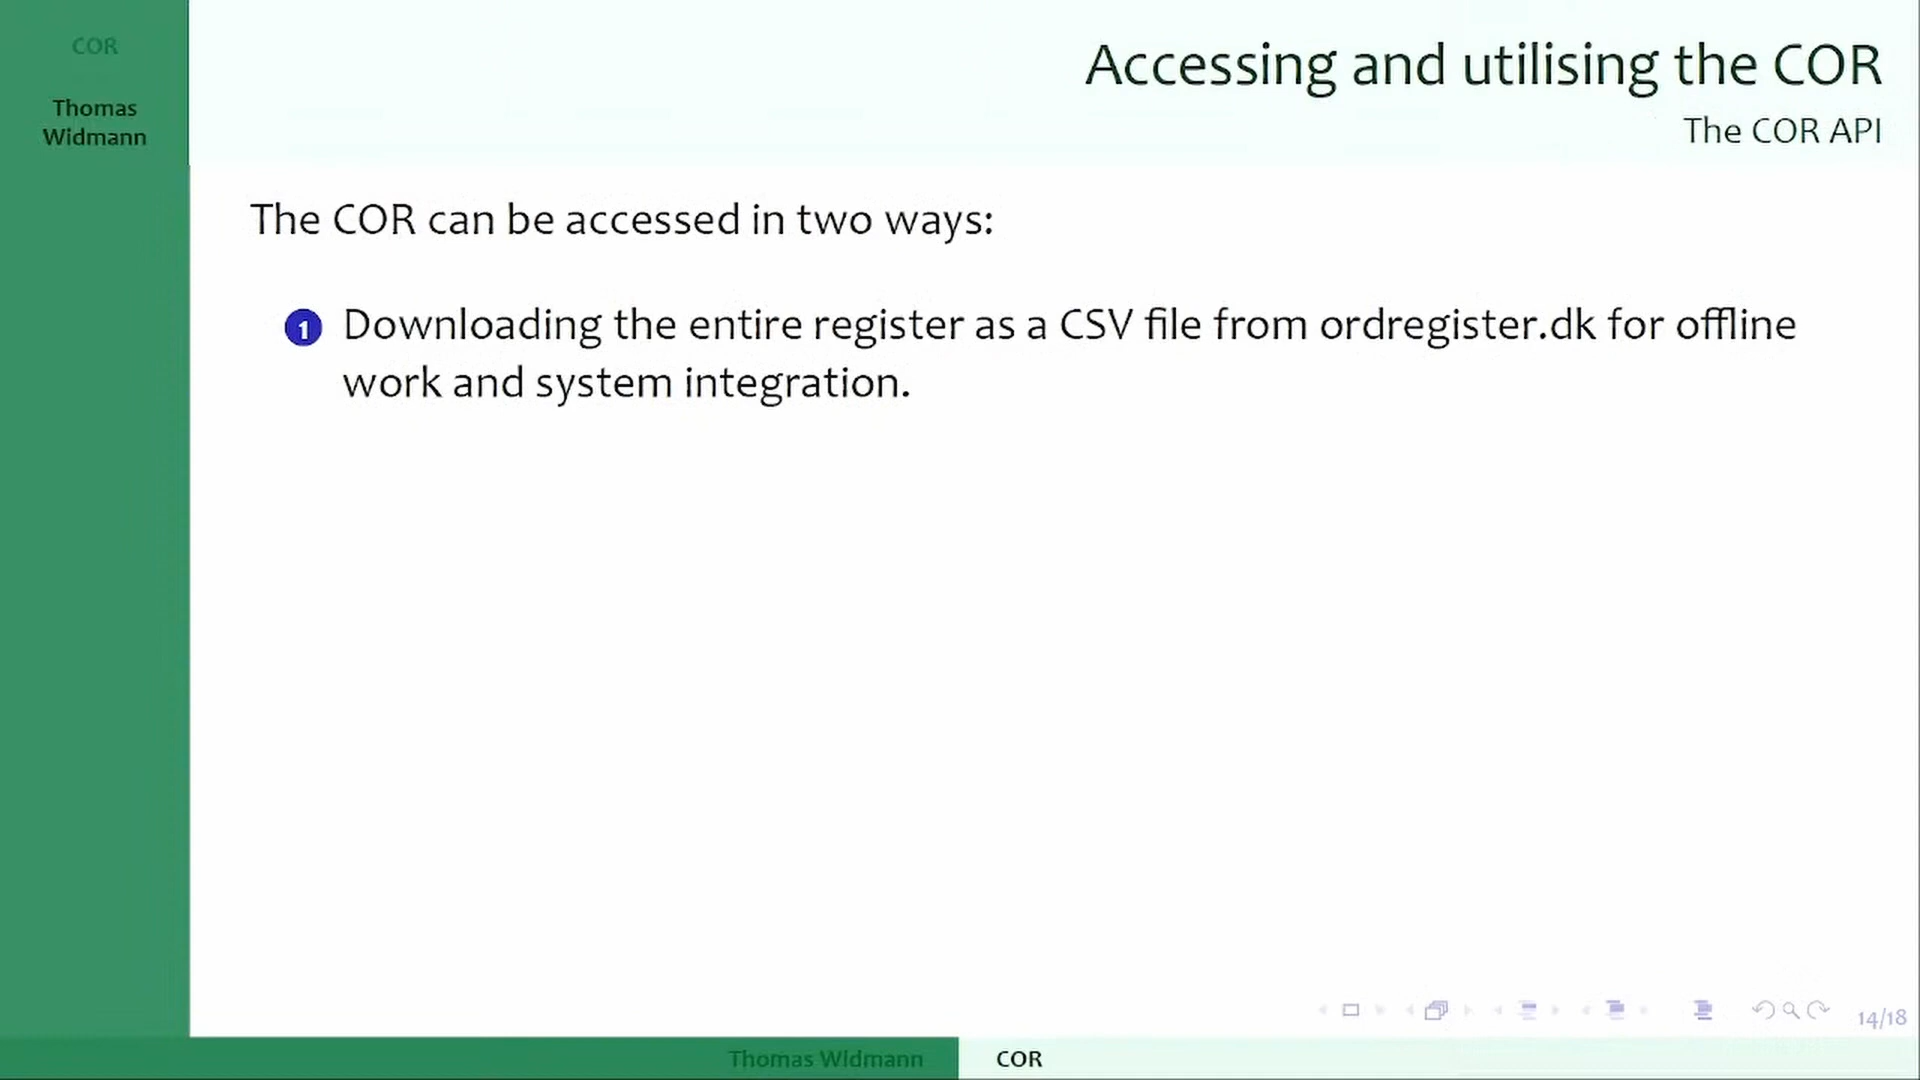 COR
Thomas
Widmann
Accessing and utilising the COR
The COR API
The COR can be accessed in two ways:
1 Downloading the entire register as a CSV file from ordregister.dk for offline
work and system integration.
14/18
Thomas Widmann
COR